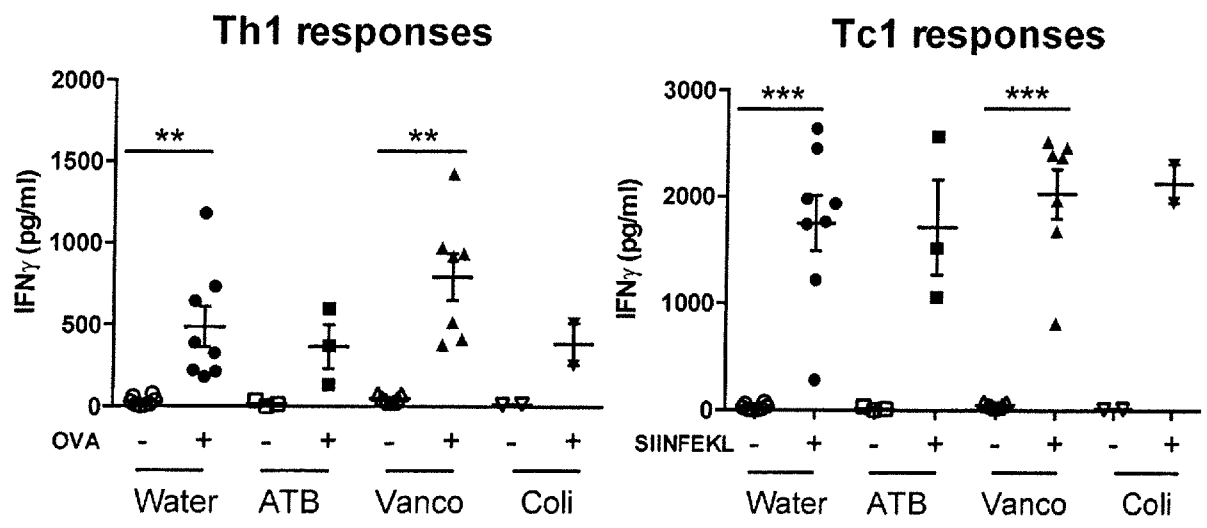 Th1 responses
2000
1500
1000
500
0
IFNγ (pg/ml)
** **
OVA - + - + - + - +
Water ATB Vanco Coli
Tc1 responses
3000
2000
1000
0
IFNγ (pg/ml)
*** ***
SIINFEKL - + - + - + - +
Water ATB Vanco Coli